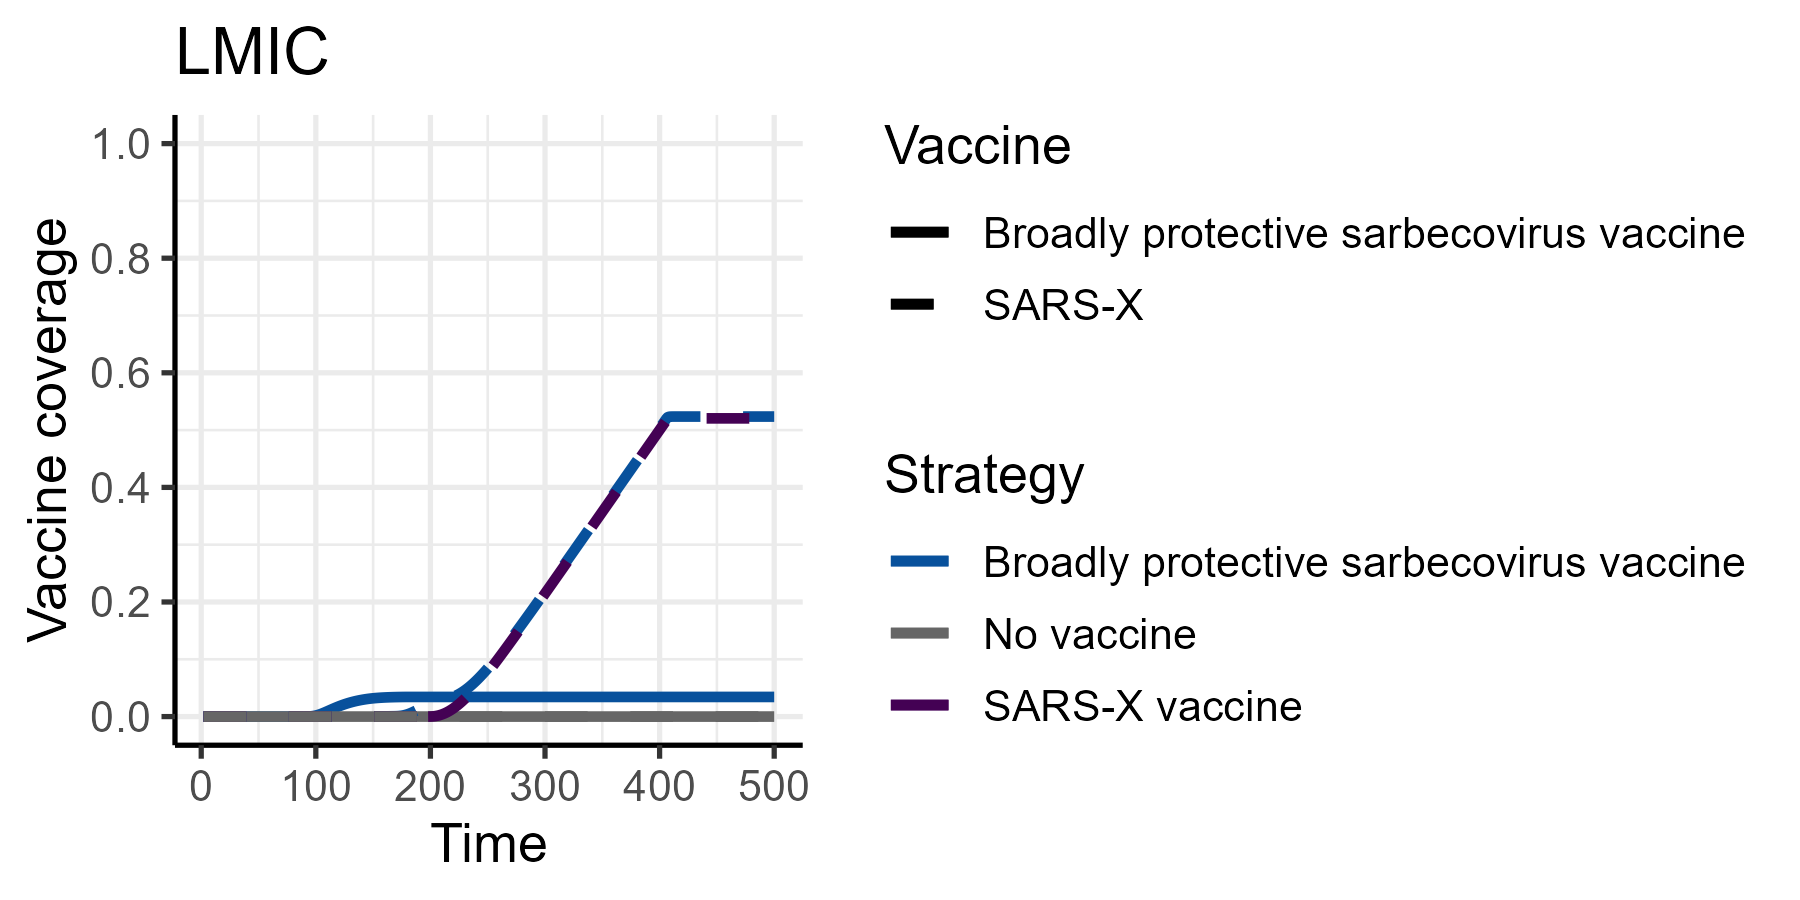 LMIC
1.0
0.8
0.6
0.4
0.2
0.0
Vaccine coverage
0 100 200 300 400 500
Time
Vaccine
Broadly protective sarbecovirus vaccine
SARS-X
Strategy
Broadly protective sarbecovirus vaccine
No vaccine
SARS-X vaccine